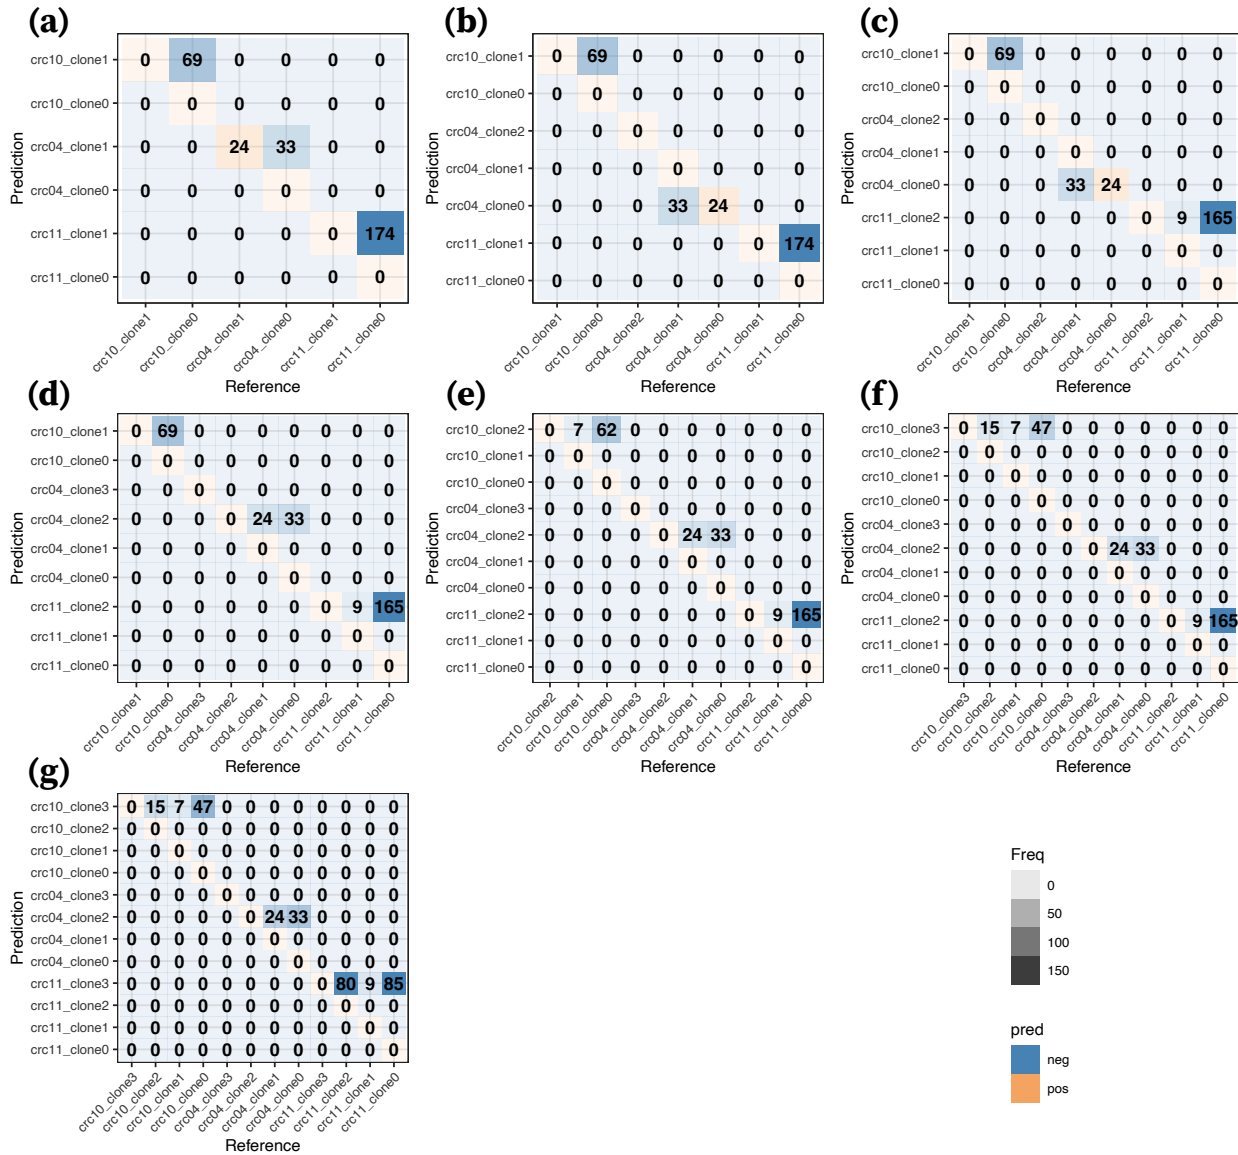 (a)
Prediction
crc10_clone1 0 69 0 0 0 0
crc10_clone0 0 0 0 0 0 0
crc04_clone1 0 0 24 33 0 0
crc04_clone0 0 0 0 0 0 0
crc11_clone1 0 0 0 0 0 174
crc11_clone0 0 0 0 0 0 0
crc10_clone1 crc10_clone0 crc04_clone1 crc04_clone0 crc11_clone1 crc11_clone0
Reference
(b)
Prediction
crc10_clone1 0 69 0 0 0 0 0
crc10_clone0 0 0 0 0 0 0 0
crc04_clone2 0 0 0 0 0 0 0
crc04_clone1 0 0 0 0 0 0 0
crc04_clone0 0 0 0 33 24 0 0
crc11_clone1 0 0 0 0 0 0 174
crc11_clone0 0 0 0 0 0 0 0
crc10_clone1 crc10_clone0 crc04_clone2 crc04_clone1 crc04_clone0 crc11_clone1 crc11_clone0
Reference
(c)
Prediction
crc10_clone1 0 69 0 0 0 0 0 0
crc10_clone0 0 0 0 0 0 0 0 0
crc04_clone2 0 0 0 0 0 0 0 0
crc04_clone1 0 0 0 0 0 0 0 0
crc04_clone0 0 0 0 33 24 0 0 0
crc11_clone2 0 0 0 0 0 0 9 165
crc11_clone1 0 0 0 0 0 0 0 0
crc11_clone0 0 0 0 0 0 0 0 0
crc10_clone1 crc10_clone0 crc04_clone2 crc04_clone1 crc04_clone0 crc11_clone2 crc11_clone1 crc11_clone0
Reference
(d)
Prediction
crc10_clone1 0 69 0 0 0 0 0 0 0
crc10_clone0 0 0 0 0 0 0 0 0 0
crc04_clone3 0 0 0 0 0 0 0 0 0
crc04_clone2 0 0 0 0 24 33 0 0 0
crc04_clone1 0 0 0 0 0 0 0 0 0
crc04_clone0 0 0 0 0 0 0 0 0 0
crc11_clone2 0 0 0 0 0 0 0 9 165
crc11_clone1 0 0 0 0 0 0 0 0 0
crc11_clone0 0 0 0 0 0 0 0 0 0
crc10_clone1 crc10_clone0 crc04_clone3 crc04_clone2 crc04_clone1 crc04_clone0 crc11_clone2 crc11_clone1 crc11_clone0
Reference
(e)
Prediction
crc10_clone2 0 7 62 0 0 0 0 0 0 0
crc10_clone1 0 0 0 0 0 0 0 0 0 0
crc10_clone0 0 0 0 0 0 0 0 0 0 0
crc04_clone3 0 0 0 0 0 0 0 0 0 0
crc04_clone2 0 0 0 0 0 24 33 0 0 0
crc04_clone1 0 0 0 0 0 0 0 0 0 0
crc04_clone0 0 0 0 0 0 0 0 0 0 0
crc11_clone2 0 0 0 0 0 0 0 0 9 165
crc11_clone1 0 0 0 0 0 0 0 0 0 0
crc11_clone0 0 0 0 0 0 0 0 0 0 0
crc10_clone2 crc10_clone1 crc10_clone0 crc04_clone3 crc04_clone2 crc04_clone1 crc04_clone0 crc11_clone2 crc11_clone1 crc11_clone0
Reference
(f)
Prediction
crc10_clone3 0 15 7 47 0 0 0 0 0 0 0
crc10_clone2 0 0 0 0 0 0 0 0 0 0 0
crc10_clone1 0 0 0 0 0 0 0 0 0 0 0
crc10_clone0 0 0 0 0 0 0 0 0 0 0 0
crc04_clone3 0 0 0 0 0 0 0 0 0 0 0
crc04_clone2 0 0 0 0 0 0 24 33 0 0 0
crc04_clone1 0 0 0 0 0 0 0 0 0 0 0
crc04_clone0 0 0 0 0 0 0 0 0 0 0 0
crc11_clone2 0 0 0 0 0 0 0 0 0 9 165
crc11_clone1 0 0 0 0 0 0 0 0 0 0 0
crc11_clone0 0 0 0 0 0 0 0 0 0 0 0
crc10_clone3 crc10_clone2 crc10_clone1 crc10_clone0 crc04_clone3 crc04_clone2 crc04_clone1 crc04_clone0 crc11_clone2 crc11_clone1 crc11_clone0
Reference
(g)
Prediction
crc10_clone3 0 15 7 47 0 0 0 0 0 0 0 0
crc10_clone2 0 0 0 0 0 0 0 0 0 0 0 0
crc10_clone1 0 0 0 0 0 0 0 0 0 0 0 0
crc10_clone0 0 0 0 0 0 0 0 0 0 0 0 0
crc04_clone3 0 0 0 0 0 0 0 0 0 0 0 0
crc04_clone2 0 0 0 0 0 0 24 33 0 0 0 0
crc04_clone1 0 0 0 0 0 0 0 0 0 0 0 0
crc04_clone0 0 0 0 0 0 0 0 0 0 0 0 0
crc11_clone3 0 0 0 0 0 0 0 0 0 80 9 85
crc11_clone2 0 0 0 0 0 0 0 0 0 0 0 0
crc11_clone1 0 0 0 0 0 0 0 0 0 0 0 0
crc11_clone0 0 0 0 0 0 0 0 0 0 0 0 0
crc10_clone3 crc10_clone2 crc10_clone1 crc10_clone0 crc04_clone3 crc04_clone2 crc04_clone1 crc04_clone0 crc11_clone3 crc11_clone2 crc11_clone1 crc11_clone0
Reference
Freq
0
50
100
150
pred
neg
pos